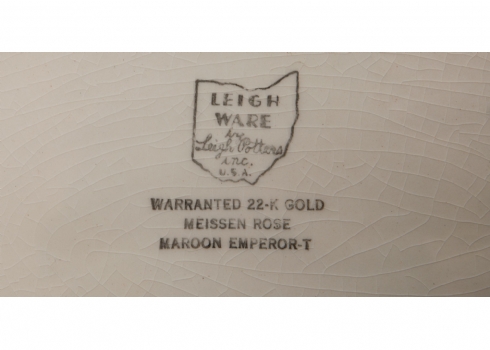 LEIGH
WARE
by
Leigh Potters
inc.
U.S.A.
WARRANTED 22-K GOLD
MEISSEN ROSE
MAROON EMPEROR-T